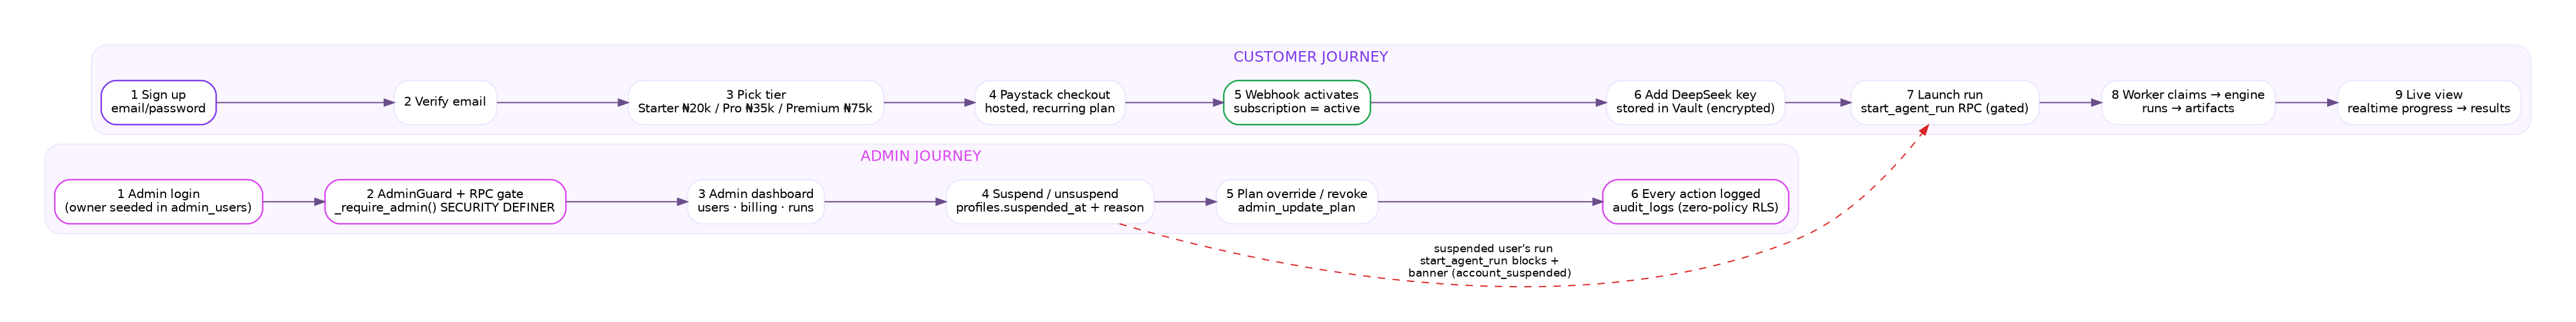 CUSTOMER JOURNEY
1 Sign up
email/password
2 Verify email
3 Pick tier
Starter ₦20k / Pro ₦35k / Premium ₦75k
4 Paystack checkout
hosted, recurring plan
5 Webhook activates
subscription = active
6 Add DeepSeek key
stored in Vault (encrypted)
7 Launch run
start_agent_run RPC (gated)
8 Worker claims → engine
runs → artifacts
9 Live view
realtime progress → results
ADMIN JOURNEY
1 Admin login
(owner seeded in admin_users)
2 AdminGuard + RPC gate
_require_admin() SECURITY DEFINER
3 Admin dashboard
users · billing · runs
4 Suspend / unsuspend
profiles.suspended_at + reason
5 Plan override / revoke
admin_update_plan
6 Every action logged
audit_logs (zero-policy RLS)
suspended user's run
start_agent_run blocks +
banner (account_suspended)